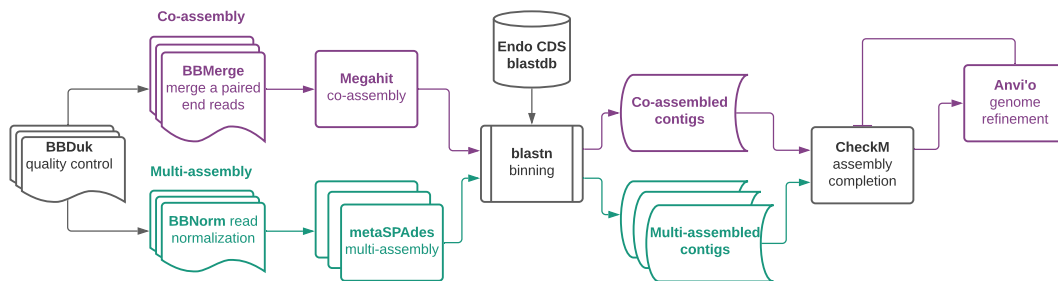 Co-assembly
BBMerge
merge a paired
end reads
Megahit
co-assembly
Endo CDS
blastdb
Co-assembled
contigs
Anvi'o
genome
refinement
BBDuk
quality control
blastn
binning
CheckM
assembly
completion
Multi-assembly
BBNorm read
normalization
metaSPAdes
multi-assembly
Multi-assembled
contigs